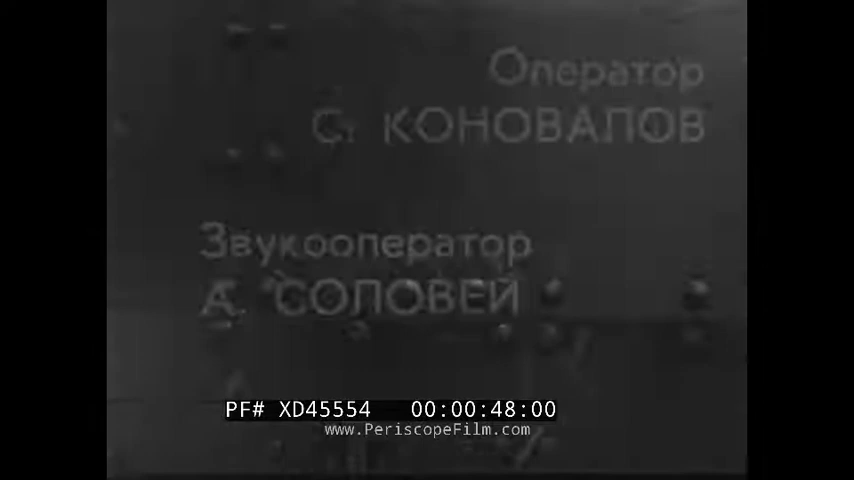 Оператор
С. КОНОВАЛОВ
Звукооператор
А. СОЛОВЕЙ
PF# XD45554 00:00:48:00
www.PeriscopeFilm.com